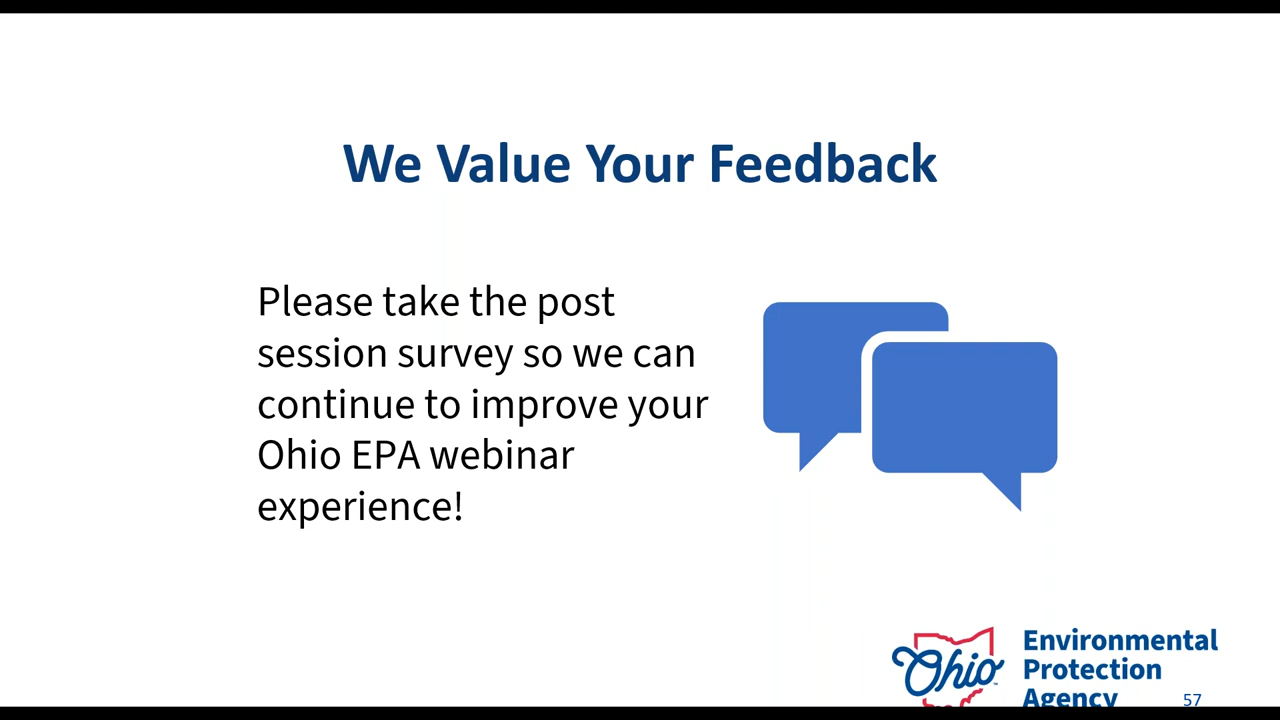 We Value Your Feedback
Please take the post
session survey so we can
continue to improve your
Ohio EPA webinar
experience!
Ohio
Environmental
Protection
Agency
57